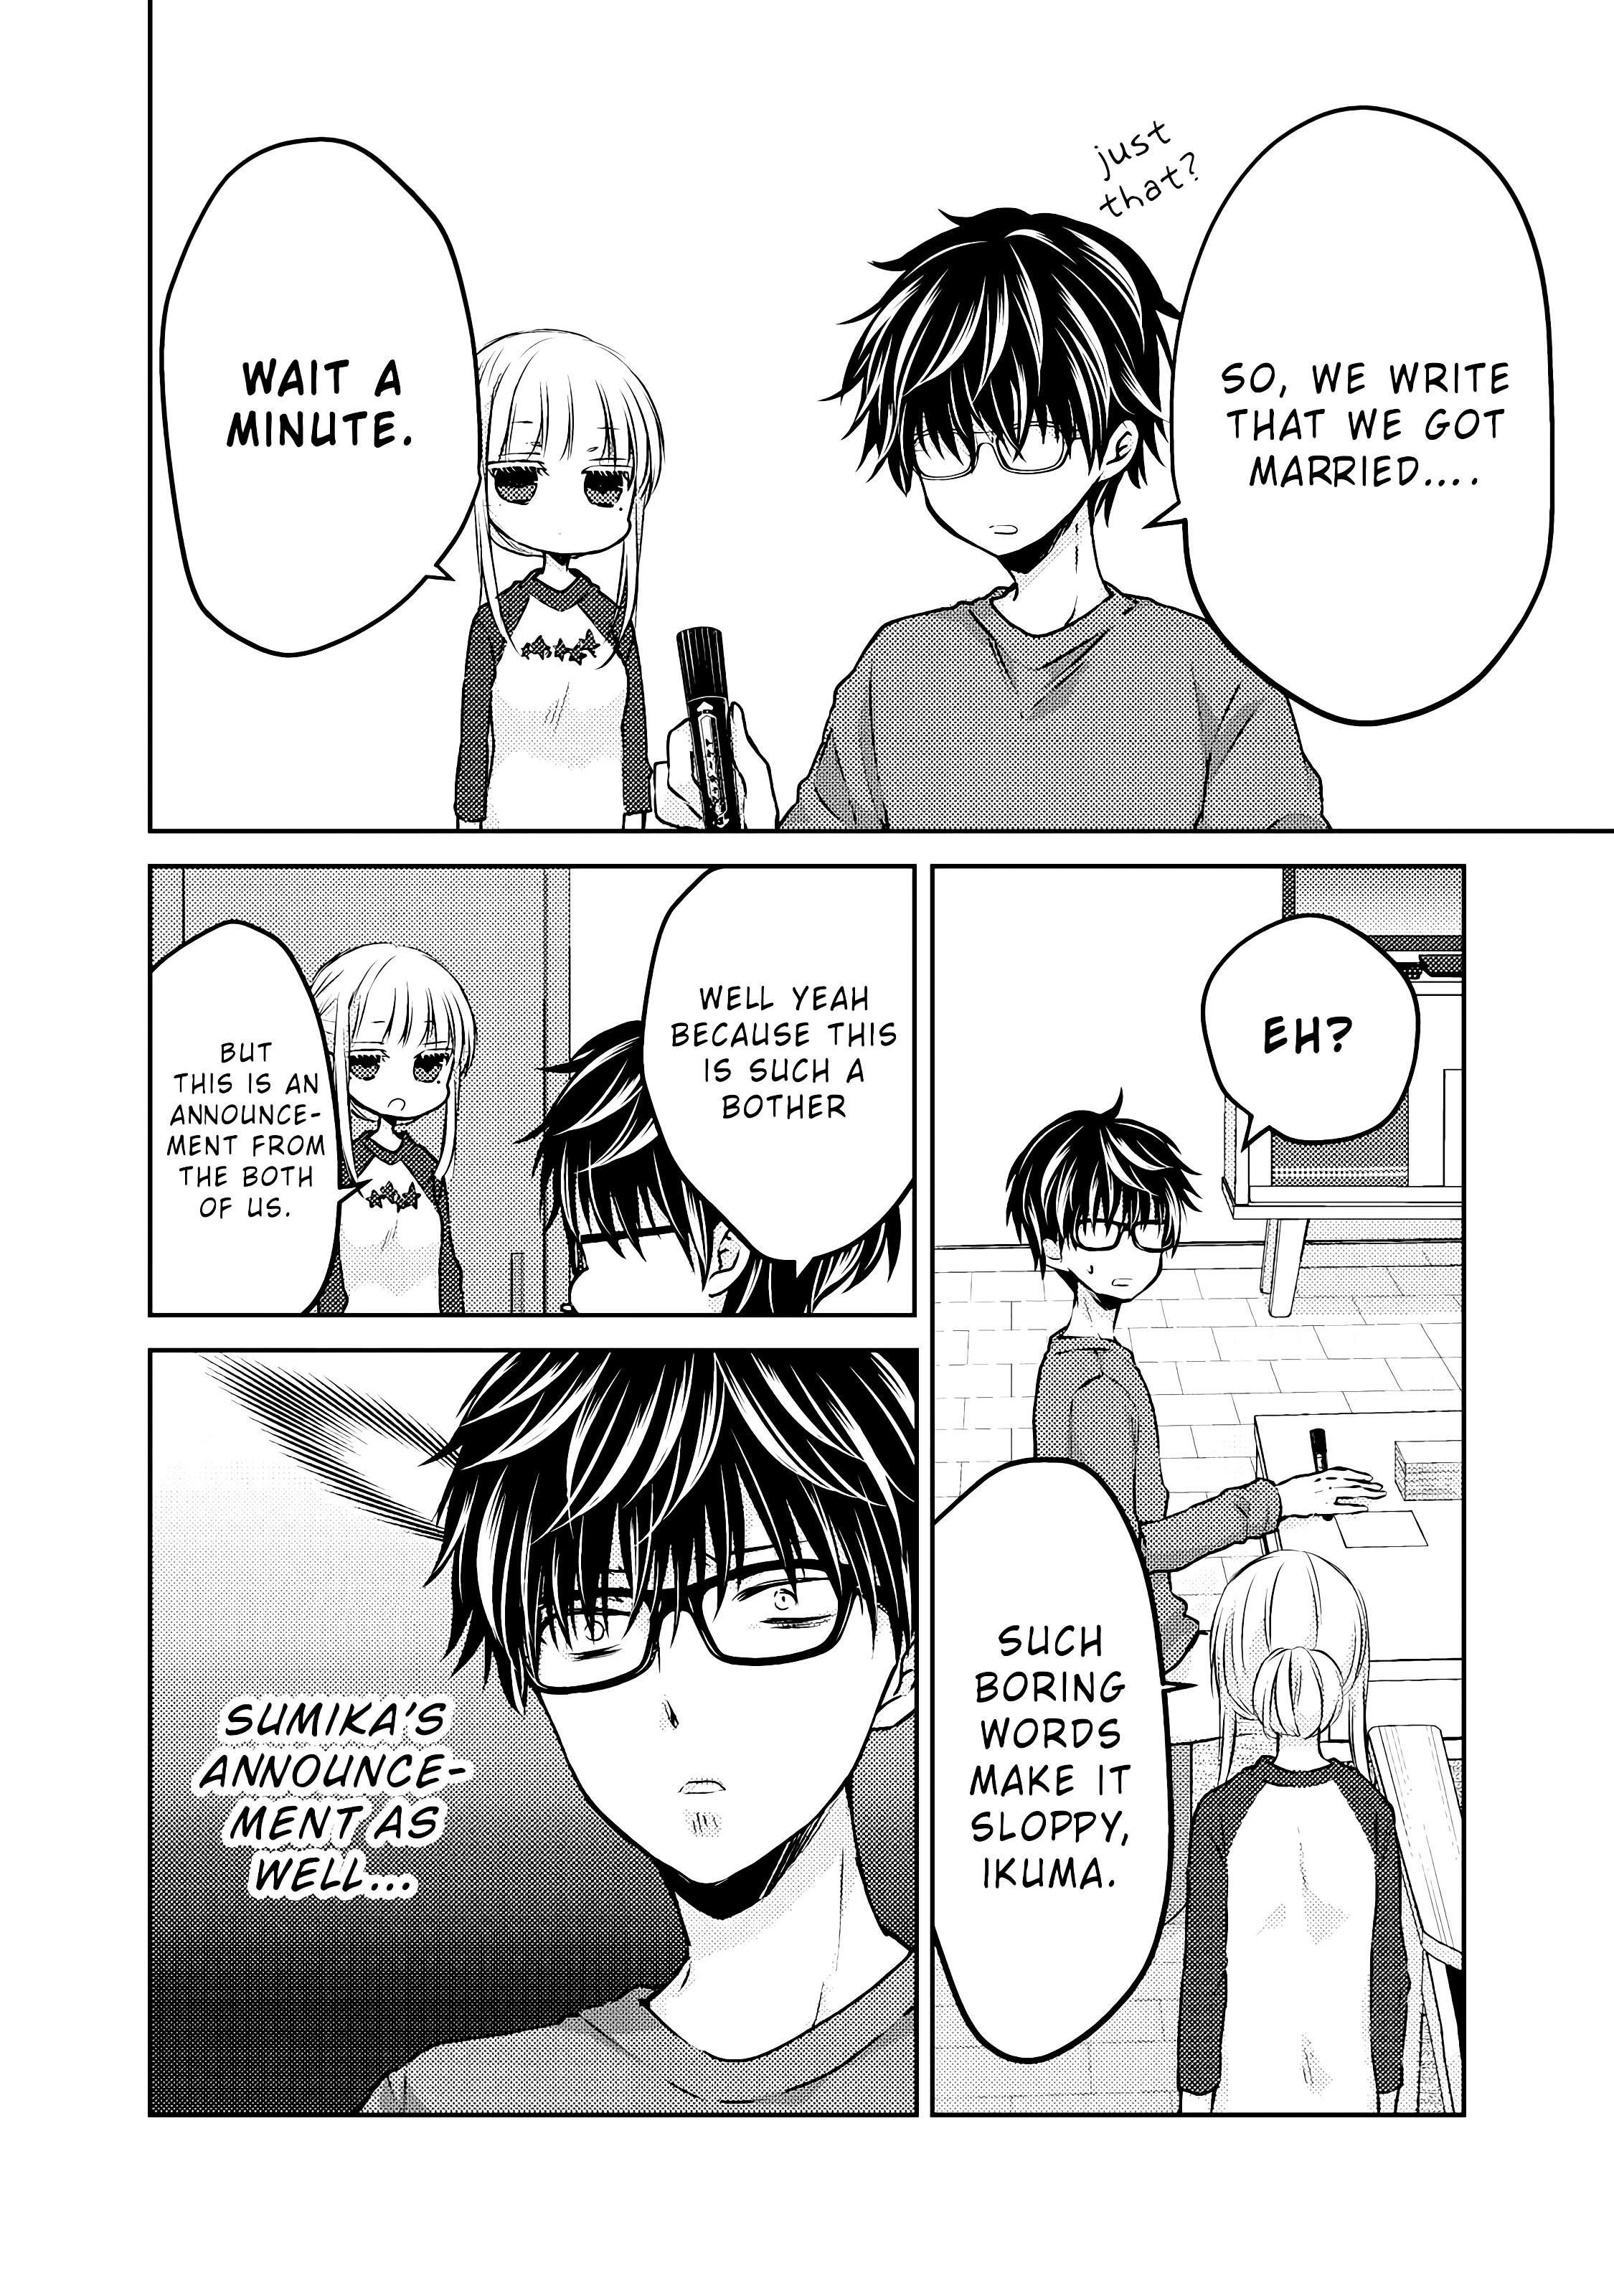 SO, WE WRITE
THAT WE GOT
MARRIED....
just
that?
WAIT A
MINUTE.
EH?
SUCH
BORING
WORDS
MAKE IT
SLOPPY,
IKUMA.
WELL YEAH
BECAUSE THIS
IS SUCH A
BOTHER
BUT
THIS IS AN
ANNOUNCE-
MENT FROM
THE BOTH
OF US.
SUMIKA'S
ANNOUNCE-
MENT AS
WELL...